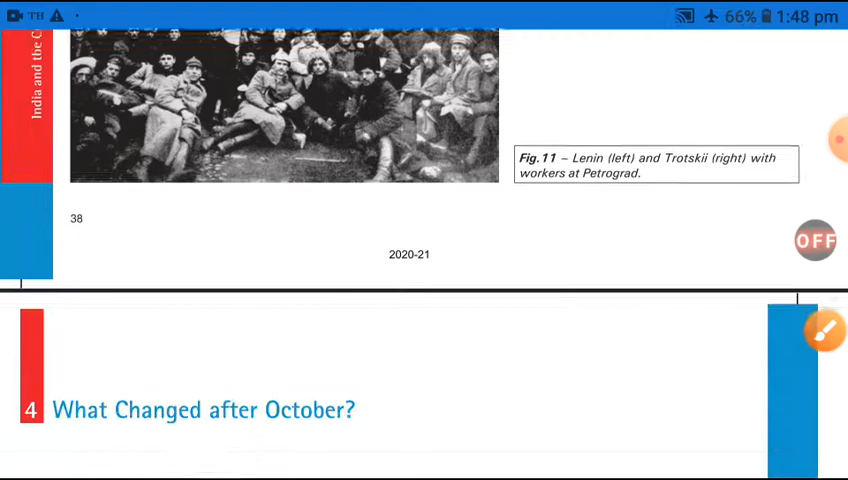 TH
66%
1:48 pm
India and the C
Fig.11 – Lenin (left) and Trotskii (right) with
workers at Petrograd.
38
OFF
2020-21
4 What Changed after October?